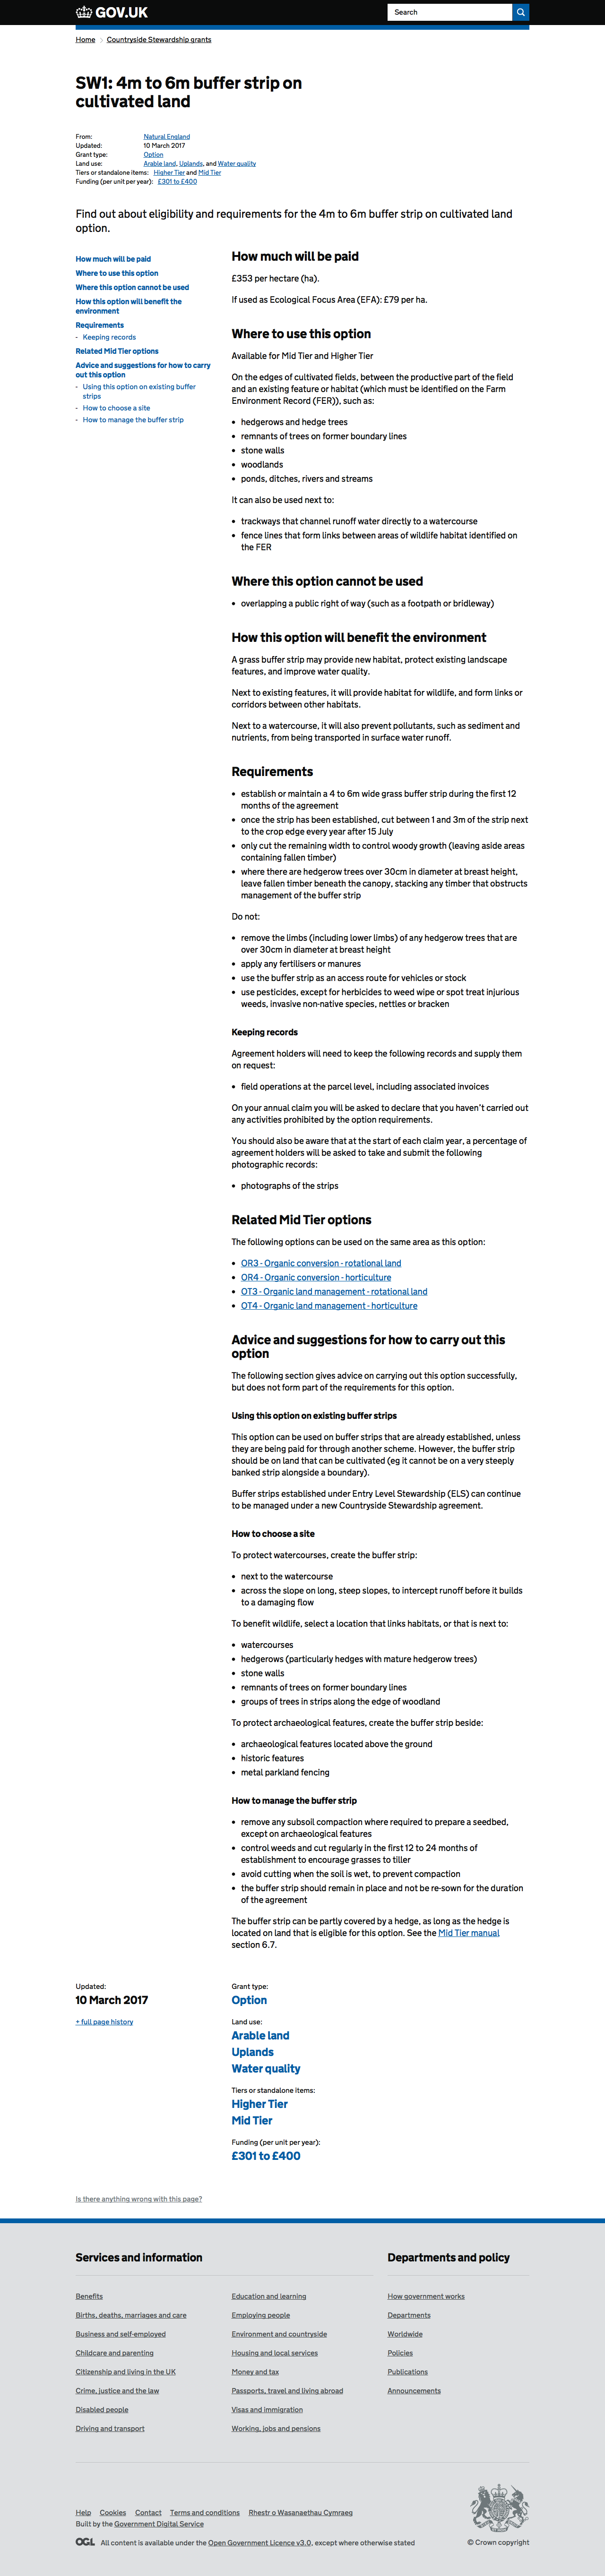 GOV.UK
Search
Home > Countryside Stewardship grants
SW1: 4m to 6m buffer strip on
cultivated land
From: Natural England
Updated: 10 March 2017
Grant type: Option
Land use: Arable land, Uplands, and Water quality
Tiers or standalone items: Higher Tier and Mid Tier
Funding (per unit per year): £301 to £400
Find out about eligibility and requirements for the 4m to 6m buffer strip on cultivated land
option.
How much will be paid
Where to use this option
Where this option cannot be used
How this option will benefit the
environment
Requirements
- Keeping records
Related Mid Tier options
Advice and suggestions for how to carry
out this option
- Using this option on existing buffer
strips
- How to choose a site
- How to manage the buffer strip
How much will be paid
£353 per hectare (ha).
If used as Ecological Focus Area (EFA): £79 per ha.
Where to use this option
Available for Mid Tier and Higher Tier
On the edges of cultivated fields, between the productive part of the field
and an existing feature or habitat (which must be identified on the Farm
Environment Record (FER)), such as:
• hedgerows and hedge trees
• remnants of trees on former boundary lines
• stone walls
• woodlands
• ponds, ditches, rivers and streams
It can also be used next to:
• trackways that channel runoff water directly to a watercourse
• fence lines that form links between areas of wildlife habitat identified on
the FER
Where this option cannot be used
• overlapping a public right of way (such as a footpath or bridleway)
How this option will benefit the environment
A grass buffer strip may provide new habitat, protect existing landscape
features, and improve water quality.
Next to existing features, it will provide habitat for wildlife, and form links or
corridors between other habitats.
Next to a watercourse, it will also prevent pollutants, such as sediment and
nutrients, from being transported in surface water runoff.
Requirements
• establish or maintain a 4 to 6m wide grass buffer strip during the first 12
months of the agreement
• once the strip has been established, cut between 1 and 3m of the strip next
to the crop edge every year after 15 July
• only cut the remaining width to control woody growth (leaving aside areas
containing fallen timber)
• where there are hedgerow trees over 30cm in diameter at breast height,
leave fallen timber beneath the canopy, stacking any timber that obstructs
management of the buffer strip
Do not:
• remove the limbs (including lower limbs) of any hedgerow trees that are
over 30cm in diameter at breast height
• apply any fertilisers or manures
• use the buffer strip as an access route for vehicles or stock
• use pesticides, except for herbicides to weed wipe or spot treat injurious
weeds, invasive non-native species, nettles or bracken
Keeping records
Agreement holders will need to keep the following records and supply them
on request:
• field operations at the parcel level, including associated invoices
On your annual claim you will be asked to declare that you haven't carried out
any activities prohibited by the option requirements.
You should also be aware that at the start of each claim year, a percentage of
agreement holders will be asked to take and submit the following
photographic records:
• photographs of the strips
Related Mid Tier options
The following options can be used on the same area as this option:
• OR3 - Organic conversion - rotational land
• OR4 - Organic conversion - horticulture
• OT3 - Organic land management - rotational land
• OT4 - Organic land management - horticulture
Advice and suggestions for how to carry out this
option
The following section gives advice on carrying out this option successfully,
but does not form part of the requirements for this option.
Using this option on existing buffer strips
This option can be used on buffer strips that are already established, unless
they are being paid for through another scheme. However, the buffer strip
should be on land that can be cultivated (eg it cannot be on a very steeply
banked strip alongside a boundary).
Buffer strips established under Entry Level Stewardship (ELS) can continue
to be managed under a new Countryside Stewardship agreement.
How to choose a site
To protect watercourses, create the buffer strip:
• next to the watercourse
• across the slope on long, steep slopes, to intercept runoff before it builds
to a damaging flow
To benefit wildlife, select a location that links habitats, or that is next to:
• watercourses
• hedgerows (particularly hedges with mature hedgerow trees)
• stone walls
• remnants of trees on former boundary lines
• groups of trees in strips along the edge of woodland
To protect archaeological features, create the buffer strip beside:
• archaeological features located above the ground
• historic features
• metal parkland fencing
How to manage the buffer strip
• remove any subsoil compaction where required to prepare a seedbed,
except on archaeological features
• control weeds and cut regularly in the first 12 to 24 months of
establishment to encourage grasses to tiller
• avoid cutting when the soil is wet, to prevent compaction
• the buffer strip should remain in place and not be re-sown for the duration
of the agreement
The buffer strip can be partly covered by a hedge, as long as the hedge is
located on land that is eligible for this option. See the Mid Tier manual
section 6.7.
Updated:
10 March 2017
+ full page history
Grant type:
Option
Land use:
Arable land
Uplands
Water quality
Tiers or standalone items:
Higher Tier
Mid Tier
Funding (per unit per year):
£301 to £400
Is there anything wrong with this page?
Services and information
Benefits
Births, deaths, marriages and care
Business and self-employed
Childcare and parenting
Citizenship and living in the UK
Crime, justice and the law
Disabled people
Driving and transport
Education and learning
Employing people
Environment and countryside
Housing and local services
Money and tax
Passports, travel and living abroad
Visas and immigration
Working, jobs and pensions
Departments and policy
How government works
Departments
Worldwide
Policies
Publications
Announcements
Help Cookies Contact Terms and conditions Rhestr o Wasanaethau Cymraeg
Built by the Government Digital Service
OGL All content is available under the Open Government Licence v3.0, except where otherwise stated
© Crown copyright